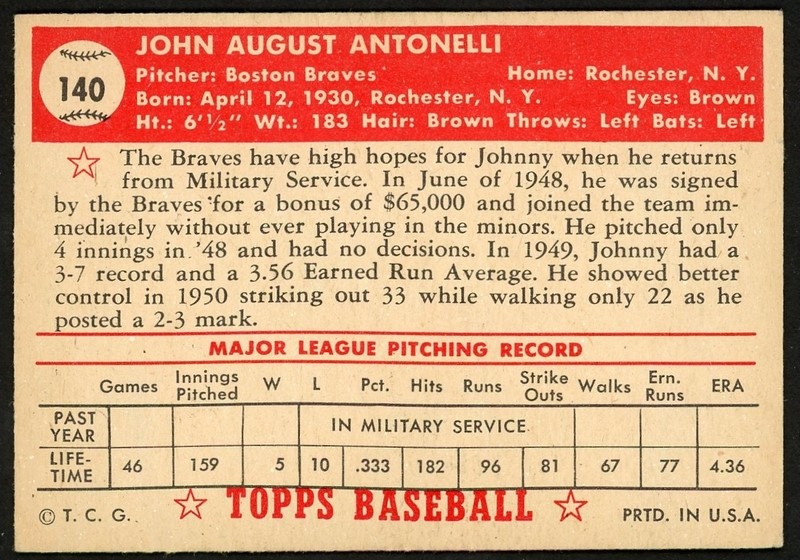 140
JOHN AUGUST ANTONELLI
Pitcher: Boston Braves Home: Rochester, N. Y.
Born: April 12, 1930, Rochester, N. Y. Eyes: Brown
Ht.: 6'½" Wt.: 183 Hair: Brown Throws: Left Bats: Left
The Braves have high hopes for Johnny when he returns
from Military Service. In June of 1948, he was signed
by the Braves for a bonus of $65,000 and joined the team im-
mediately without ever playing in the minors. He pitched only
4 innings in '48 and had no decisions. In 1949, Johnny had a
3-7 record and a 3.56 Earned Run Average. He showed better
control in 1950 striking out 33 while walking only 22 as he
posted a 2-3 mark.
MAJOR LEAGUE PITCHING RECORD
Games Innings Pitched W L Pct. Hits Runs Strike Outs Walks Ern. Runs ERA
PAST YEAR IN MILITARY SERVICE
LIFE-TIME 46 159 5 10 .333 182 96 81 67 77 4.36
© T. C. G. TOPPS BASEBALL PRTD. IN U.S.A.